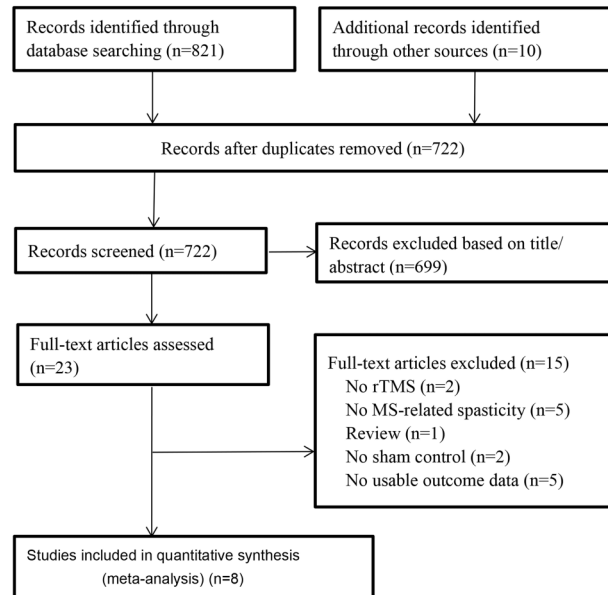 Records identified through
database searching (n=821)
Additional records identified
through other sources (n=10)
Records after duplicates removed (n=722)
Records screened (n=722)
Records excluded based on title/
abstract (n=699)
Full-text articles assessed
(n=23)
Full-text articles excluded (n=15)
No rTMS (n=2)
No MS-related spasticity (n=5)
Review (n=1)
No sham control (n=2)
No usable outcome data (n=5)
Studies included in quantitative synthesis
(meta-analysis) (n=8)